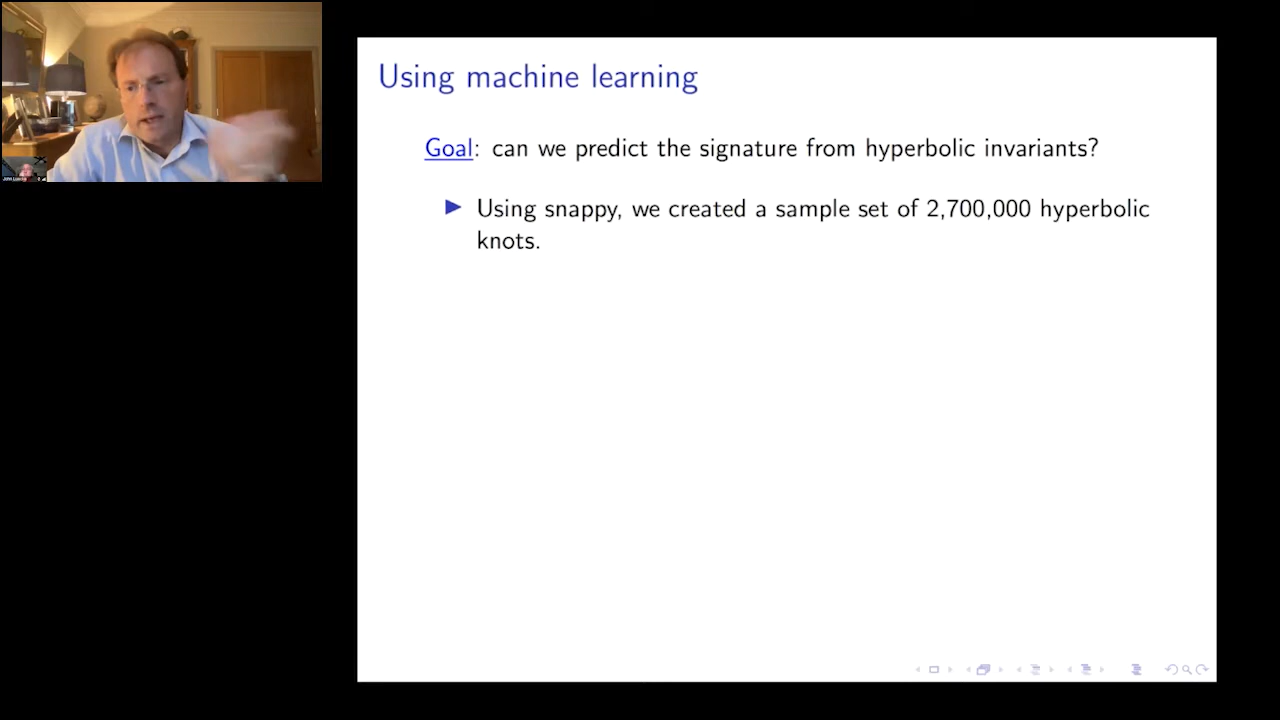 Using machine learning
Goal: can we predict the signature from hyperbolic invariants?
Using snappy, we created a sample set of 2,700,000 hyperbolic
knots.